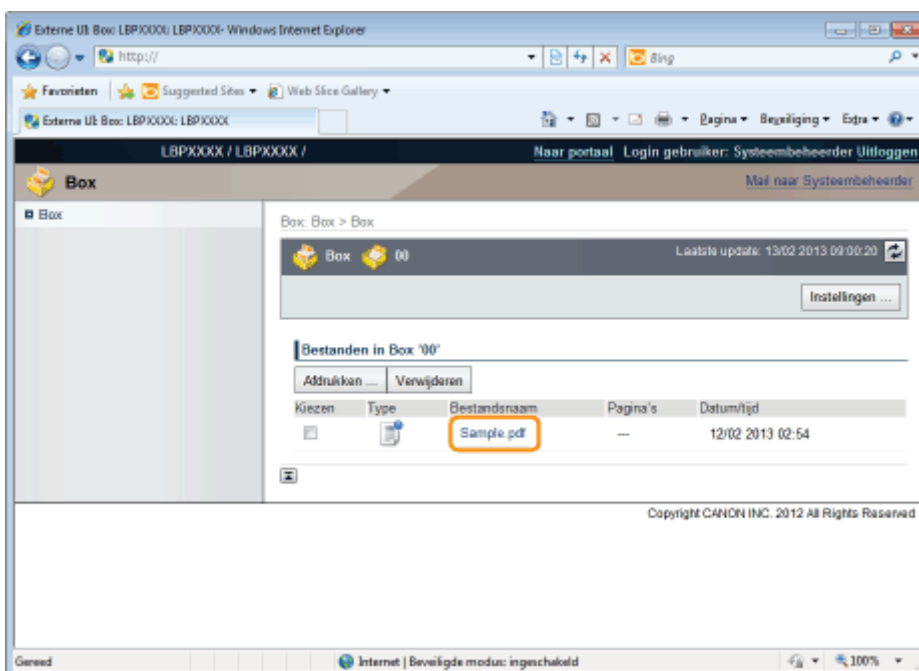 Externe UI: Box: LBPXXXX: LBPXXXX- Windows Internet Explorer
http://
Bing
Favorieten Suggested Sites Web Slice Gallery
Externe UI: Box: LBPXXXX: LBPXXXX
Pagina Beveiliging Extra
LBPXXXX / LBPXXXX / Naar portaal Login gebruiker: Systeembeheerder Uitloggen
Box Mail naar Systeembeheerder
Box
Box: Box > Box
Box 00 Laatste update: 13/02 2013 09:00:20
Instellingen ...
Bestanden in Box '00'
Afdrukken ... Verwijderen
Kiezen Type Bestandsnaam Pagina's Datum/tijd
Sample.pdf --- 12/02 2013 02:54
Copyright CANON INC. 2012 All Rights Reserved
Gereed Internet | Beveiligde modus: ingeschakeld 100%